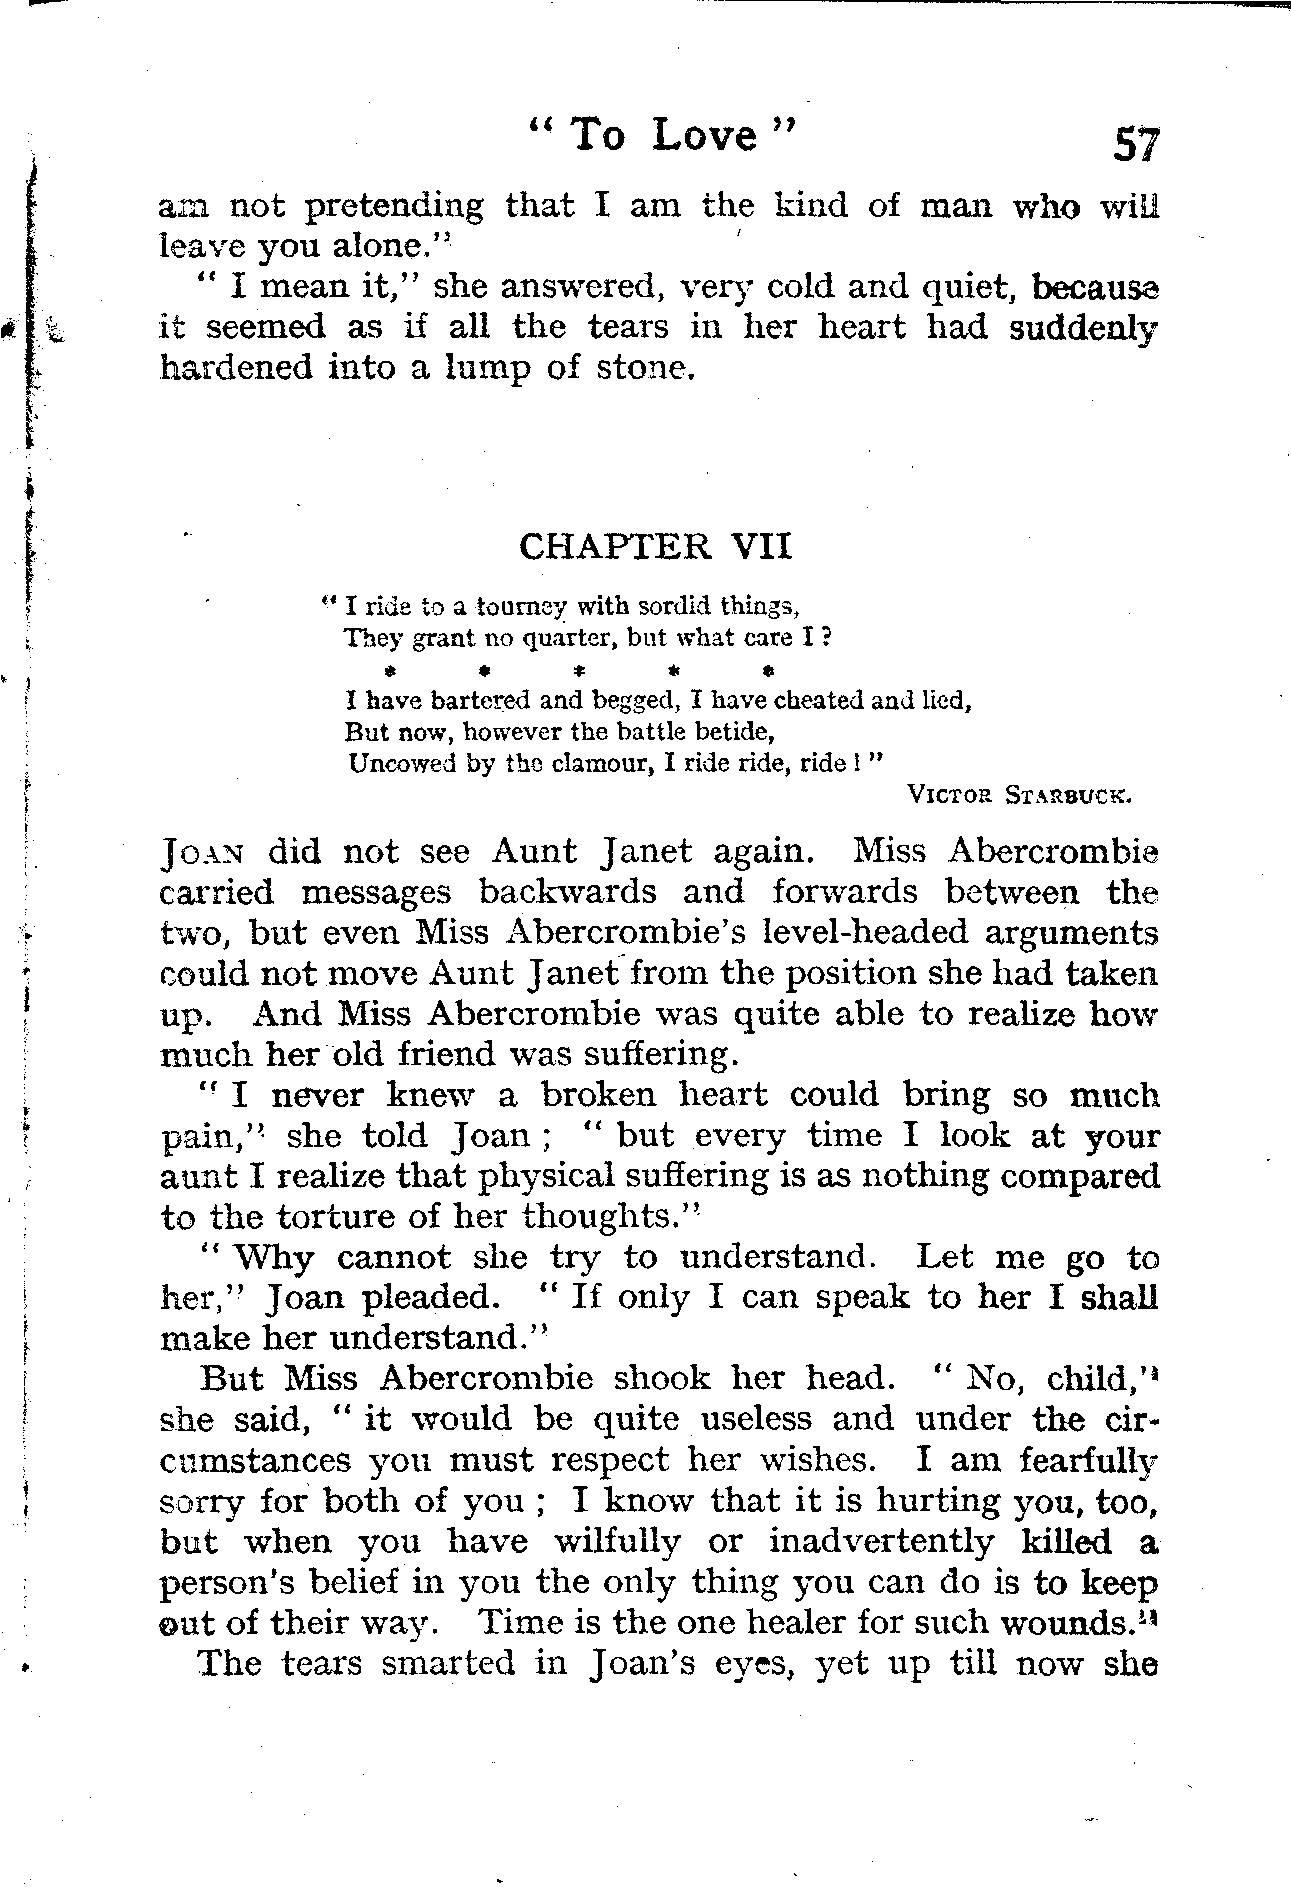 “ To Love ” 57
am not pretending that I am the kind of man who will
leave you alone.”
“ I mean it,” she answered, very cold and quiet, because
it seemed as if all the tears in her heart had suddenly
hardened into a lump of stone.
CHAPTER VII
“ I ride to a tourney with sordid things,
They grant no quarter, but what care I ?
* * * * *
I have bartered and begged, I have cheated and lied,
But now, however the battle betide,
Uncowed by the clamour, I ride ride, ride ! ”
VICTOR STARBUCK.
JOAN did not see Aunt Janet again. Miss Abercrombie
carried messages backwards and forwards between the
two, but even Miss Abercrombie's level-headed arguments
could not move Aunt Janet from the position she had taken
up. And Miss Abercrombie was quite able to realize how
much her old friend was suffering.
“ I never knew a broken heart could bring so much
pain,” she told Joan ; “ but every time I look at your
aunt I realize that physical suffering is as nothing compared
to the torture of her thoughts.”
“ Why cannot she try to understand. Let me go to
her,” Joan pleaded. “ If only I can speak to her I shall
make her understand.”
But Miss Abercrombie shook her head. “ No, child,”
she said, “ it would be quite useless and under the cir-
cumstances you must respect her wishes. I am fearfully
sorry for both of you ; I know that it is hurting you, too,
but when you have wilfully or inadvertently killed a
person's belief in you the only thing you can do is to keep
out of their way. Time is the one healer for such wounds.”
The tears smarted in Joan's eyes, yet up till now she